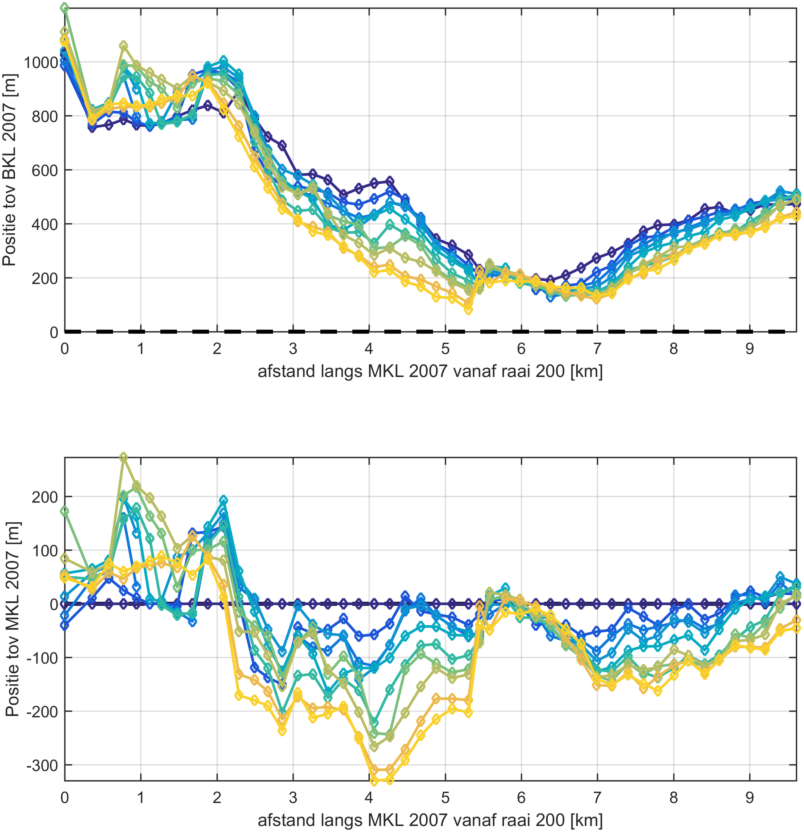 Positie tov BKL 2007 [m]
1000
800
600
400
200
0
0 1 2 3 4 5 6 7 8 9
afstand langs MKL 2007 vanaf raai 200 [km]
Positie tov MKL 2007 [m]
200
100
0
-100
-200
-300
0 1 2 3 4 5 6 7 8 9
afstand langs MKL 2007 vanaf raai 200 [km]